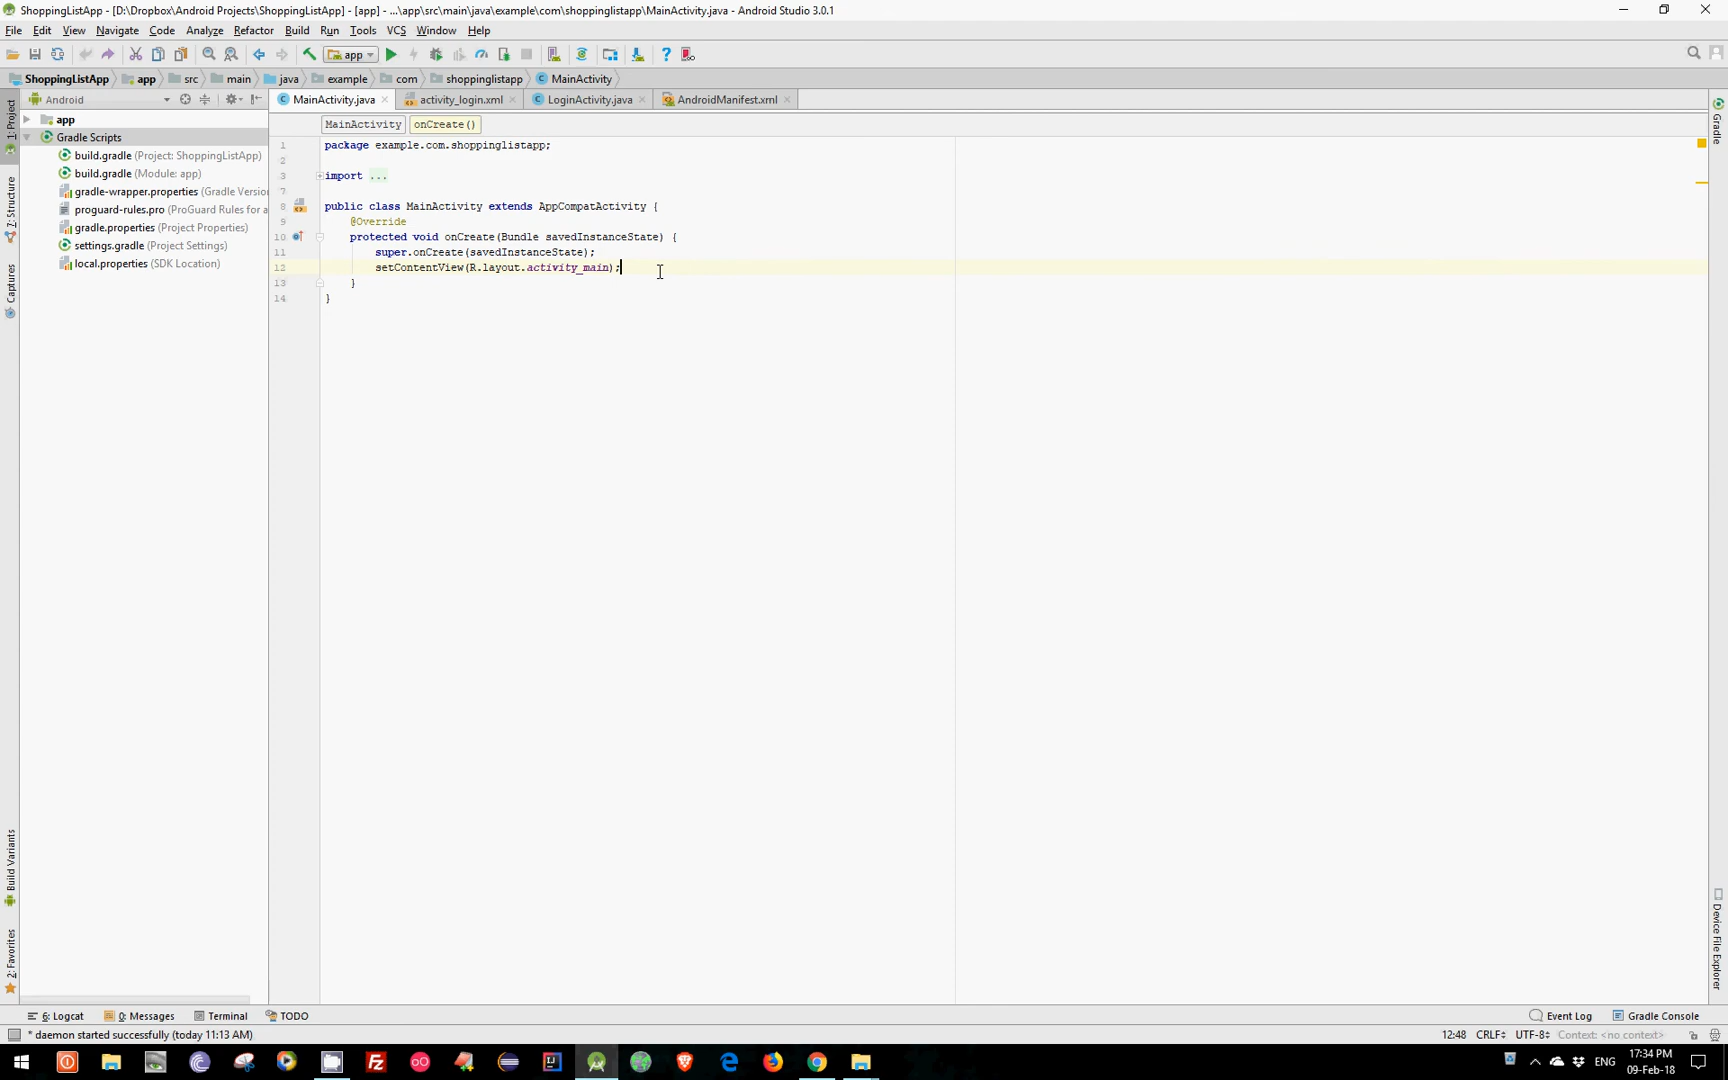 ShoppingListApp - [D:\Dropbox\Android Projects\ShoppingListApp] - [app] - ...\app\src\main\java\example\com\shoppinglistapp\MainActivity.java - Android Studio 3.0.1
File Edit View Navigate Code Analyze Refactor Build Run Tools VCS Window Help
app
ShoppingListApp app src main java example com shoppinglistapp MainActivity
Android
MainActivity.java activity_login.xml LoginActivity.java AndroidManifest.xml
MainActivity onCreate()
app
Gradle Scripts
build.gradle (Project: ShoppingListApp)
build.gradle (Module: app)
gradle-wrapper.properties (Gradle Version
proguard-rules.pro (ProGuard Rules for a
gradle.properties (Project Properties)
settings.gradle (Project Settings)
local.properties (SDK Location)
1 package example.com.shoppinglistapp;
2
3 import ...
7
8 public class MainActivity extends AppCompatActivity {
9 @Override
10 protected void onCreate(Bundle savedInstanceState) {
11 super.onCreate(savedInstanceState);
12 setContentView(R.layout.activity_main);
13 }
14 }
1: Project
7: Structure
Captures
Build Variants
2: Favorites
Gradle
Device File Explorer
6: Logcat 0: Messages Terminal TODO Event Log Gradle Console
* daemon started successfully (today 11:13 AM) 12:48 CRLF UTF-8 Context: <no context>
ENG 17:34 PM
09-Feb-18